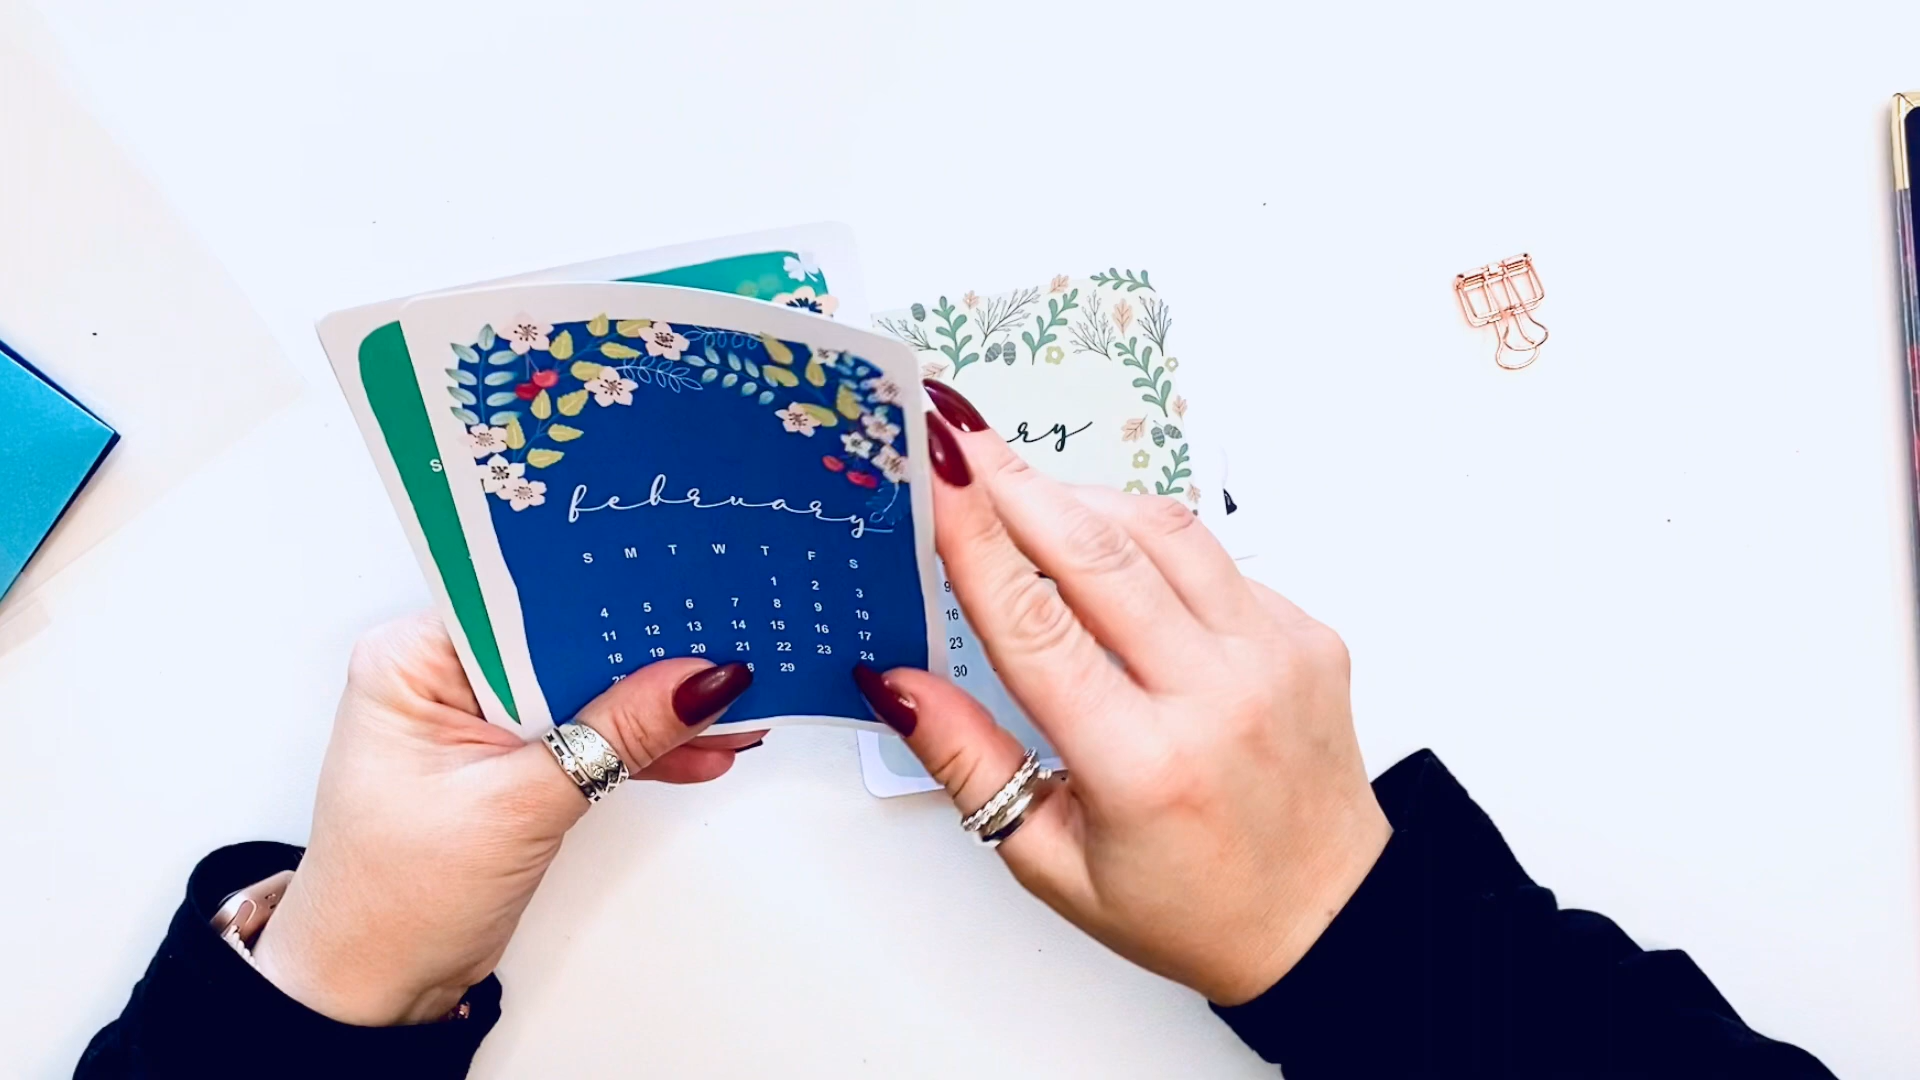 february
S M T W T F S
1 2 3
4 5 6 7 8 9 10
11 12 13 14 15 16 17
18 19 20 21 22 23 24
29
S
ry
9
16
23
30